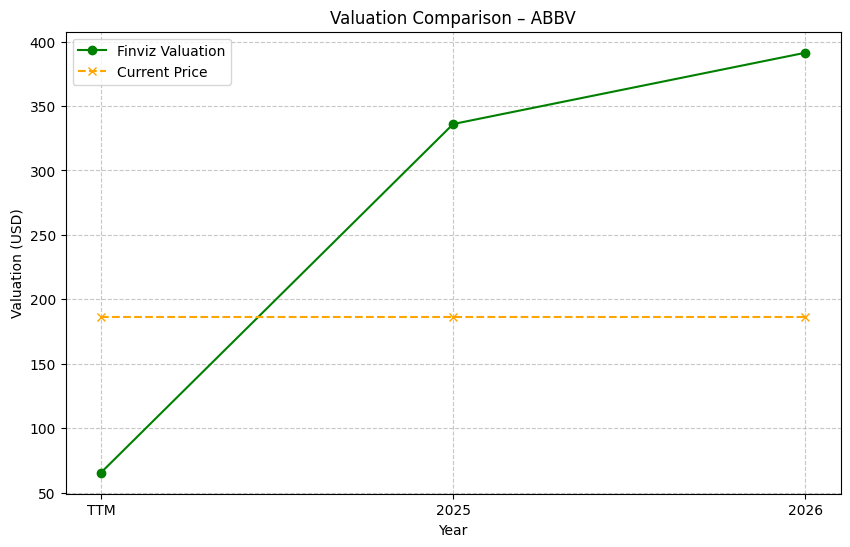 Valuation Comparison – ABBV
Finviz Valuation
Current Price
Valuation (USD)
400
350
300
250
200
150
100
50
TTM
2025
2026
Year